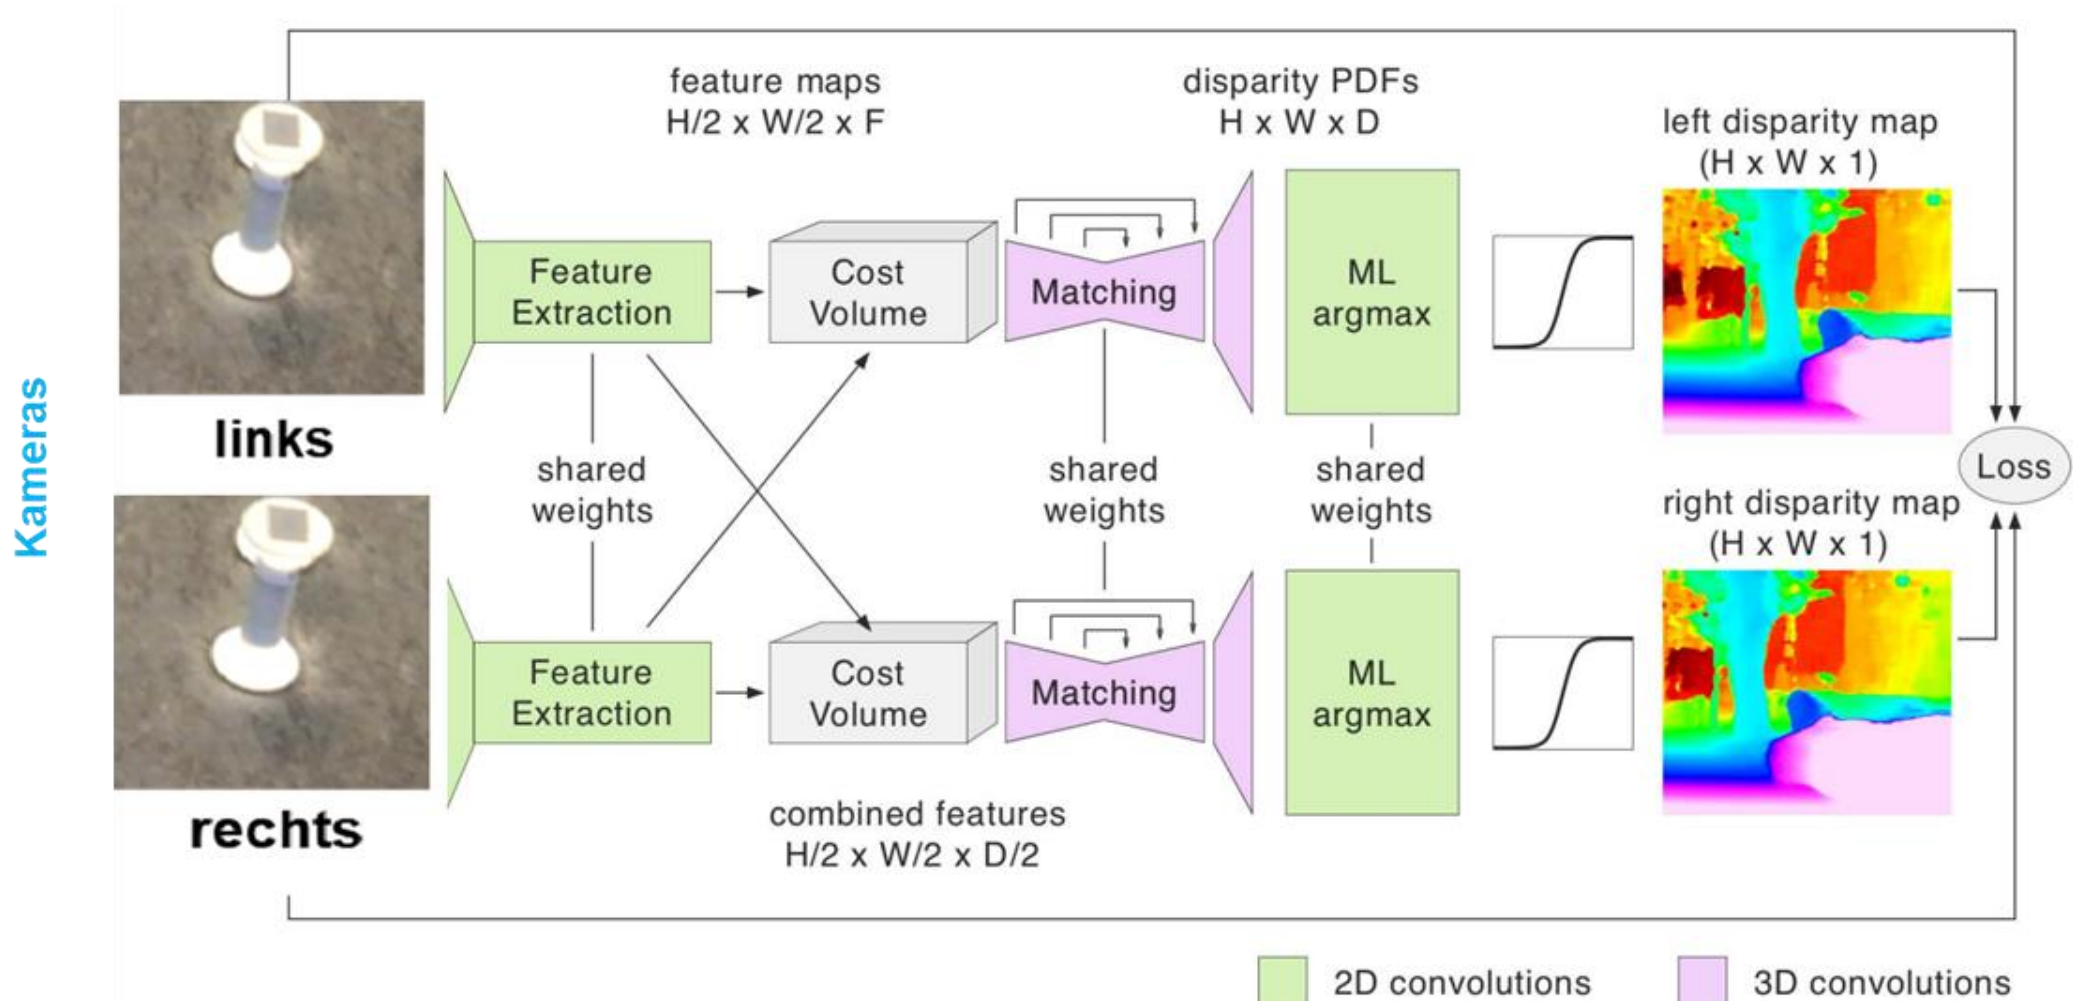 feature maps
H/2 x W/2 x F
disparity PDFs
H x W x D
left disparity map
(H x W x 1)
Feature
Extraction
Cost
Volume
Matching
ML
argmax
Kameras
links
shared
weights
shared
weights
shared
weights
Loss
right disparity map
(H x W x 1)
Feature
Extraction
Cost
Volume
Matching
ML
argmax
rechts
combined features
H/2 x W/2 x D/2
2D convolutions
3D convolutions